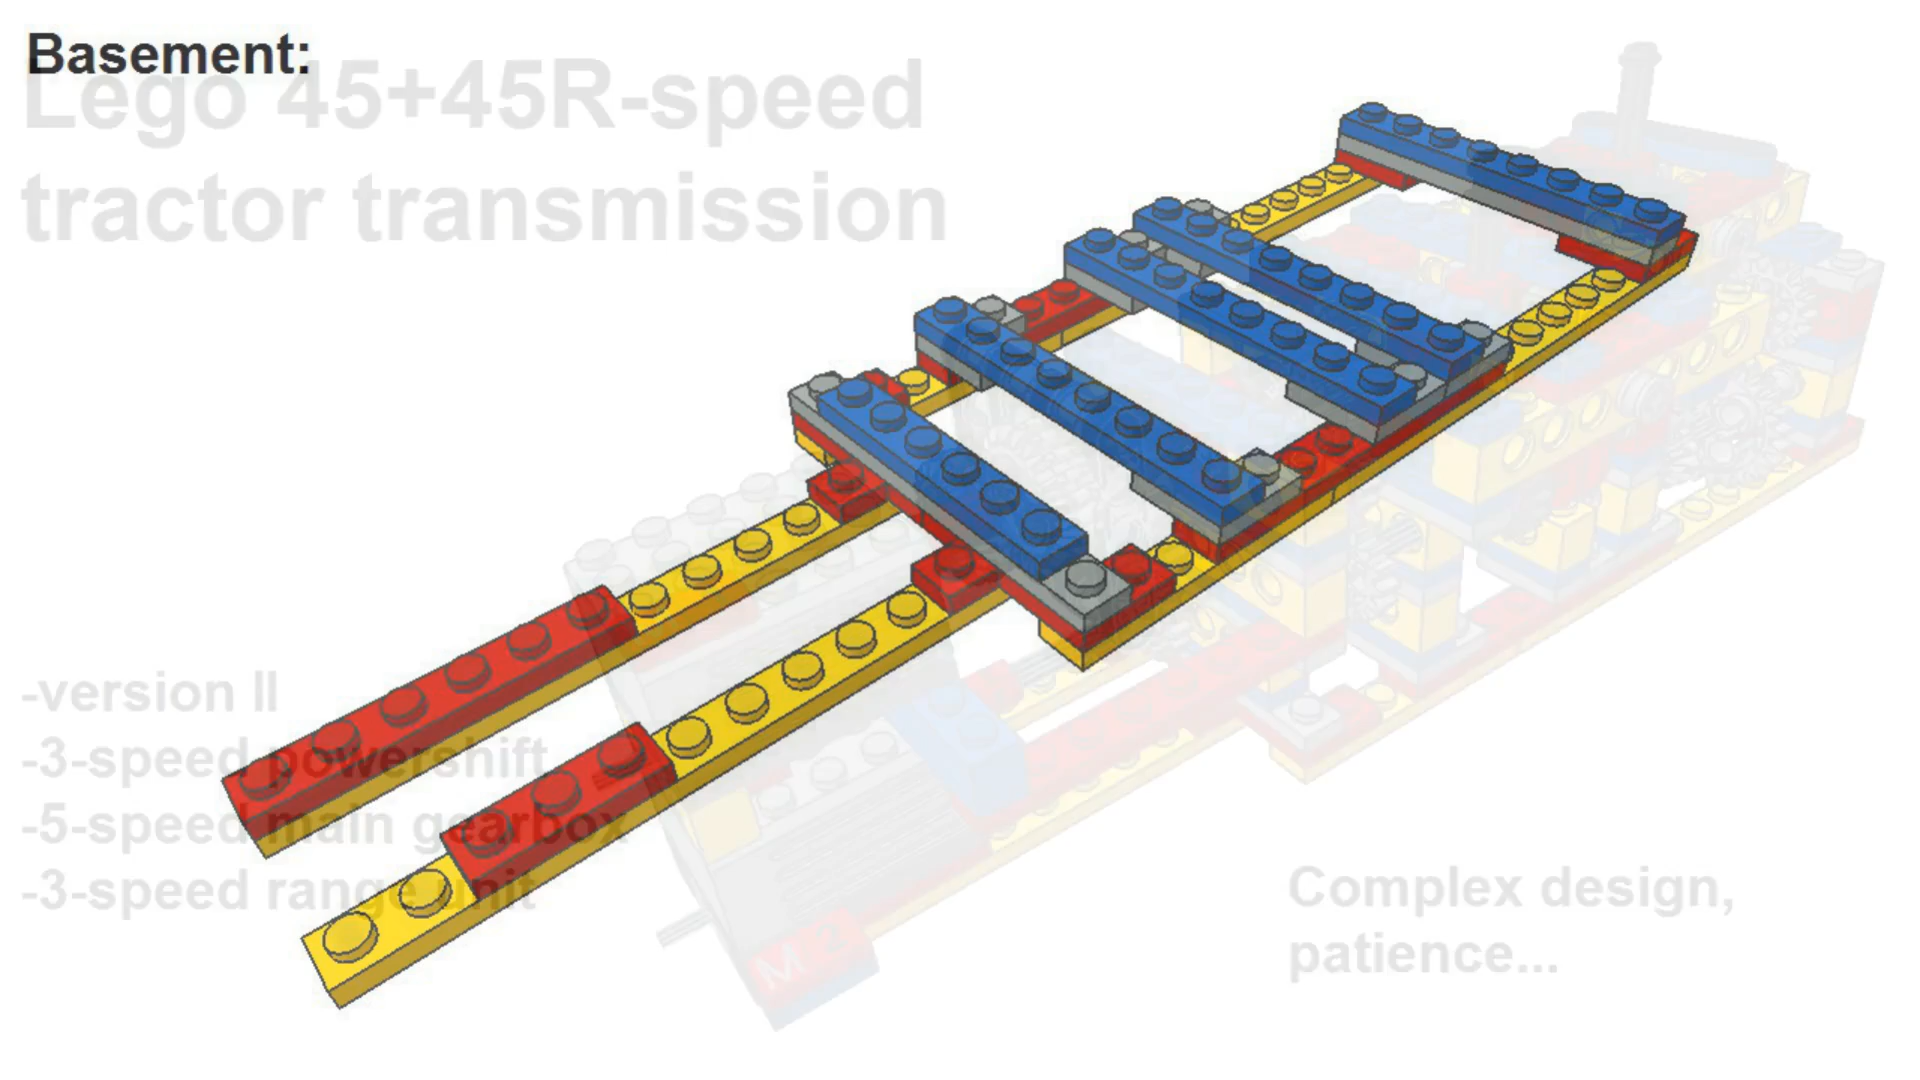 Basement:
Lego 45+45R-speed
tractor transmission
-version II
-3-speed powershift
-5-speed main gearbox
-3-speed range unit
M 2
Complex design,
patience...